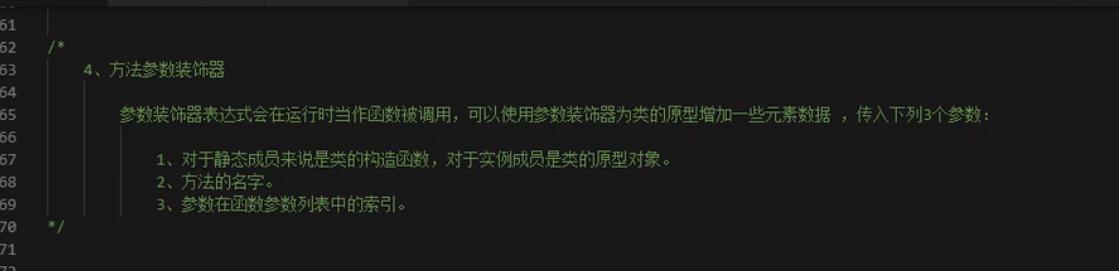 61
62 /*
63 4、方法参数装饰器
64
65 参数装饰器表达式会在运行时当作函数被调用，可以使用参数装饰器为类的原型增加一些元素数据 ，传入下列3个参数：
66
67 1、对于静态成员来说是类的构造函数，对于实例成员是类的原型对象。
68 2、方法的名字。
69 3、参数在函数参数列表中的索引。
70 */
71